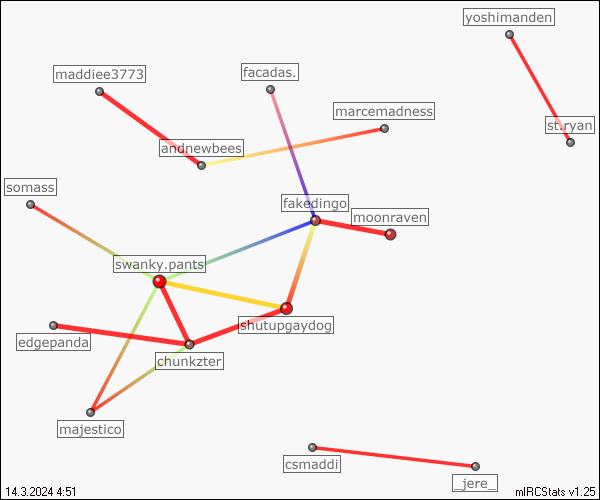 yoshimanden
maddiee3773
facadas.
marcemadness
st.ryan
andnewbees
somass
fakedingo
moonraven
swanky.pants
shutupgaydog
edgepanda
chunkzter
majestico
csmaddi
_jere_
14.3.2024 4:51
mIRCStats v1.25